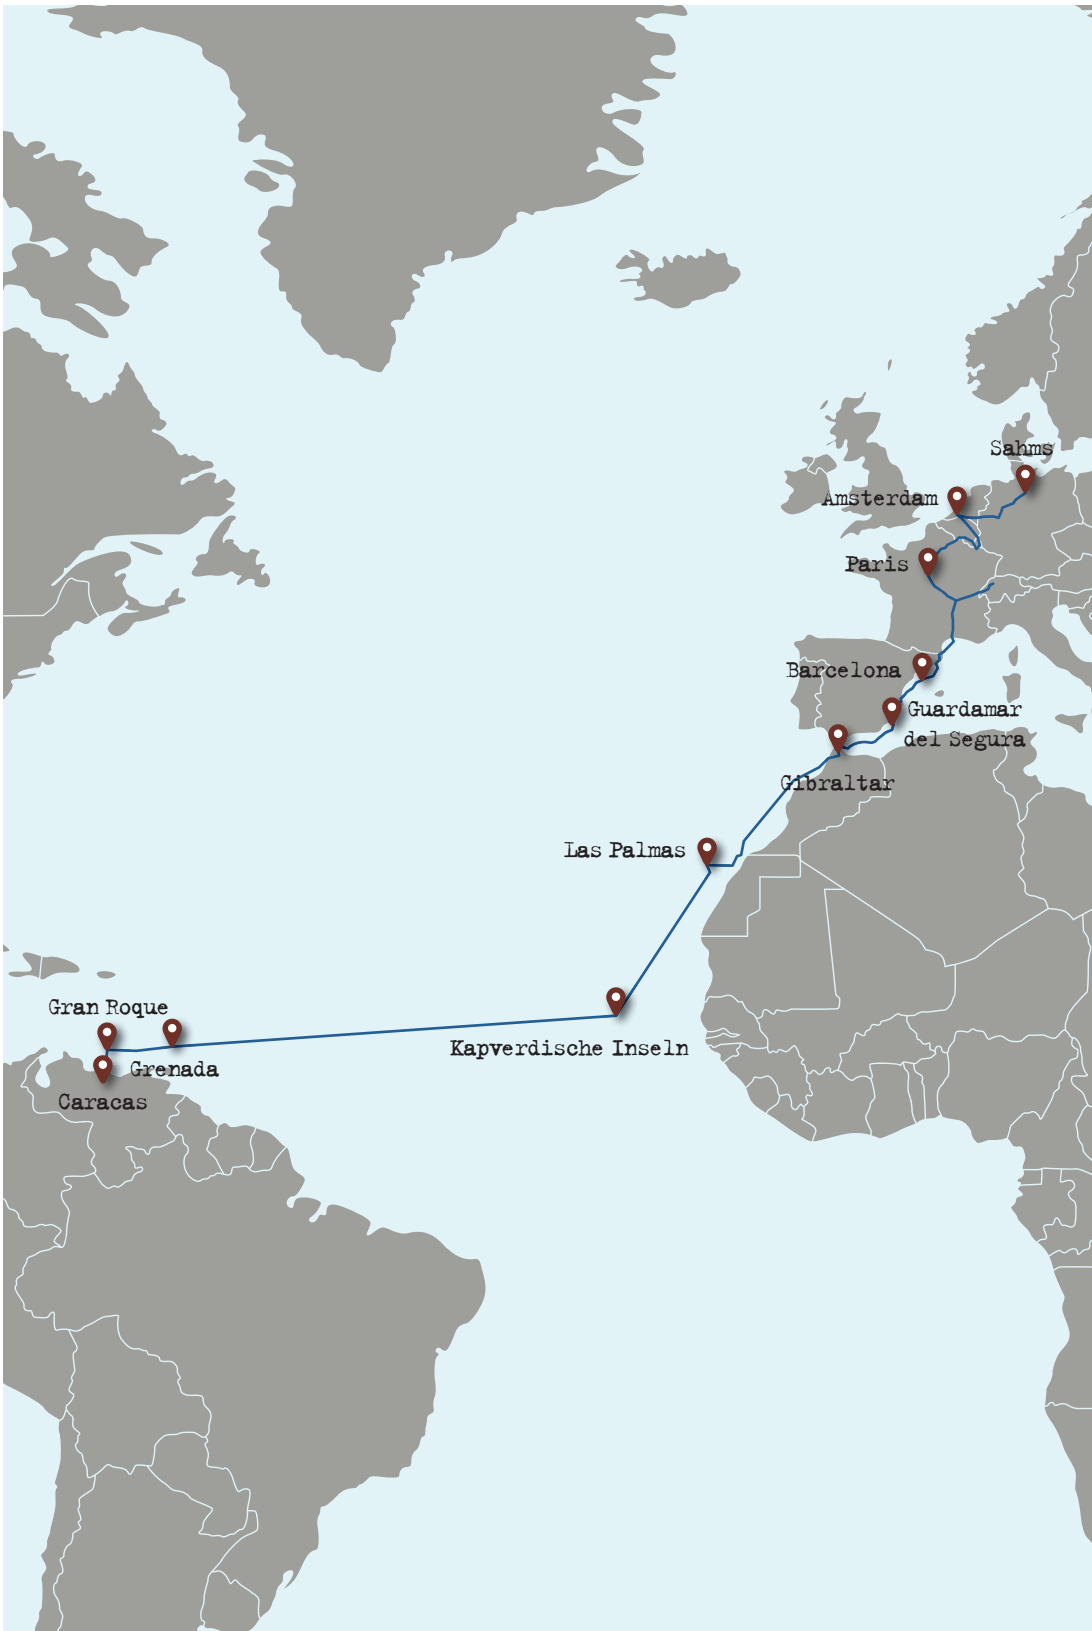 Sahms
Amsterdam
Paris
Barcelona
Guardamar
del Segura
Gibraltar
Las Palmas
Gran Roque
Kapverdische Inseln
Grenada
Caracas